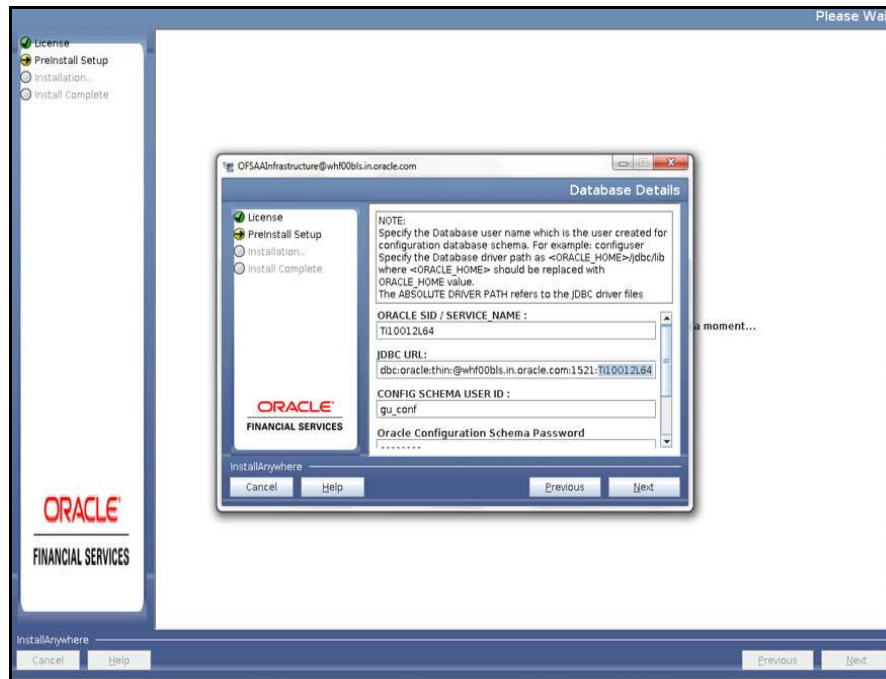 Please Wai
License
PreInstall Setup
Installation..
Install Complete
OFSAAInfrastructure@whf00bls.in.oracle.com
Database Details
License
PreInstall Setup
Installation..
Install Complete
NOTE:
Specify the Database user name which is the user created for
configuration database schema. For example: configuser
Specify the Database driver path as <ORACLE_HOME>/jdbc/lib
where <ORACLE_HOME> should be replaced with
ORACLE_HOME value.
The ABSOLUTE DRIVER PATH refers to the JDBC driver files
ORACLE SID / SERVICE_NAME :
Ti10012L64
JDBC URL:
dbc:oracle:thin:@whf00bls.in.oracle.com:1521:Ti10012L64
CONFIG SCHEMA USER ID :
gu_conf
Oracle Configuration Schema Password
--------
a moment...
ORACLE
FINANCIAL SERVICES
InstallAnywhere
Cancel
Help
Previous
Next
ORACLE
FINANCIAL SERVICES
InstallAnywhere
Cancel
Help
Previous
Next